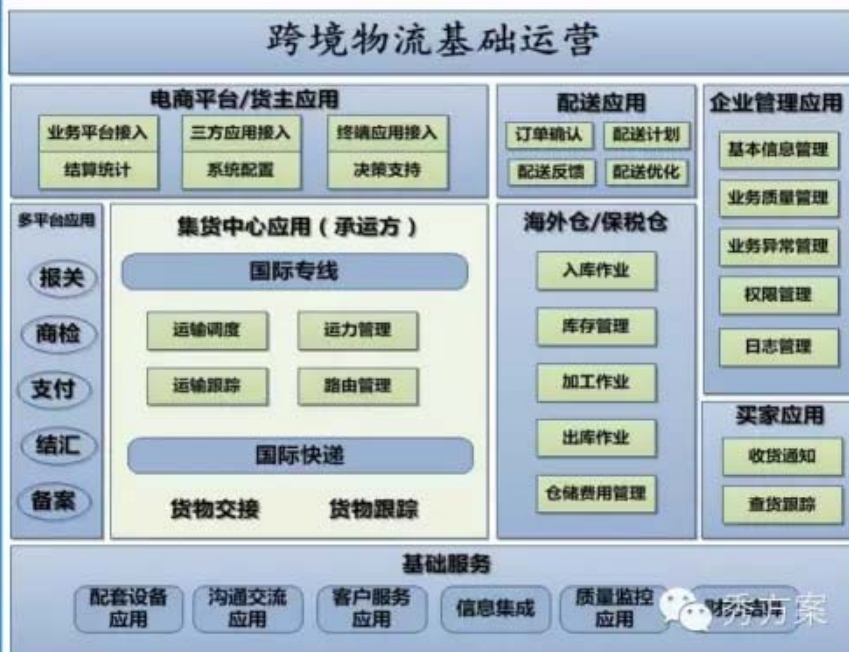 跨境物流基础运营
电商平台/货主应用
业务平台接入
三方应用接入
终端应用接入
结算统计
系统配置
决策支持
配送应用
订单确认
配送计划
配送反馈
配送优化
企业管理应用
基本信息管理
业务质量管理
业务异常管理
权限管理
日志管理
多平台应用
报关
商检
支付
结汇
备案
集货中心应用（承运方）
国际专线
运输调度
运力管理
运输跟踪
路由管理
国际快递
货物交接
货物跟踪
海外仓/保税仓
入库作业
库存管理
加工作业
出库作业
仓储费用管理
买家应用
收货通知
查货跟踪
基础服务
配套设备
应用
沟通交流
应用
客户服务
应用
信息集成
质量监控
应用
秀方案